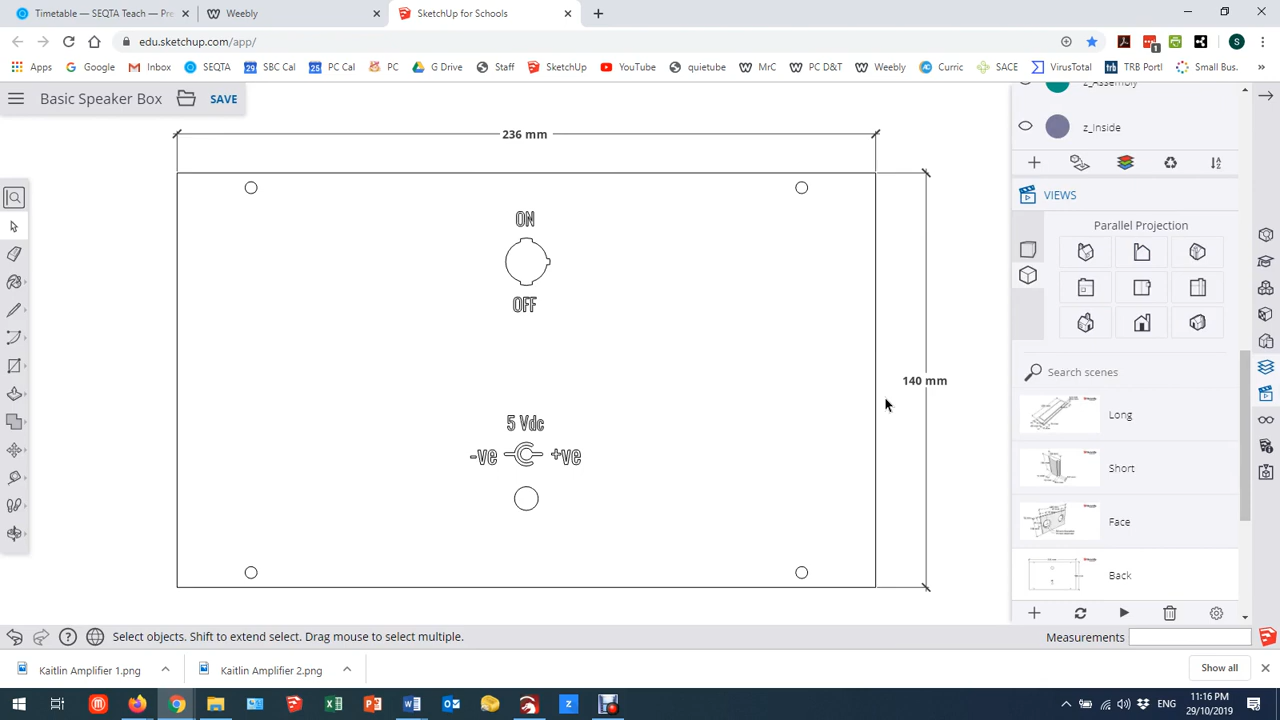 Timetable — SEQTA Teach — Pre
Weebly
SketchUp for Schools
edu.sketchup.com/app/
Apps
Google
Inbox
SEQTA
SBC Cal
PC Cal
PC
G Drive
Staff
SketchUp
YouTube
quietube
MrC
PC D&T
Weebly
Curric
SACE
VirusTotal
TRB Portl
Small Bus.
Basic Speaker Box
SAVE
z_Assembly
z_Inside
VIEWS
Parallel Projection
Search scenes
Long
Short
Face
Back
236 mm
140 mm
ON
OFF
5 Vdc
-ve
+ve
Select objects. Shift to extend select. Drag mouse to select multiple.
Measurements
Kaitlin Amplifier 1.png
Kaitlin Amplifier 2.png
Show all
ENG
11:16 PM
29/10/2019